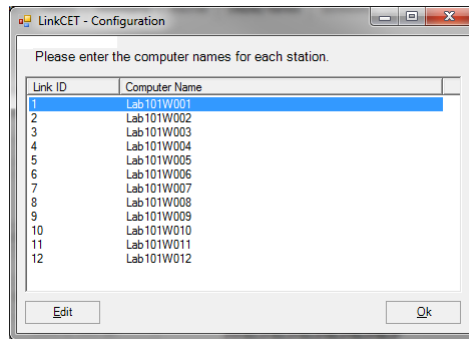 LinkCET - Configuration
Please enter the computer names for each station.
Link ID Computer Name
1 Lab101W001
2 Lab101W002
3 Lab101W003
4 Lab101W004
5 Lab101W005
6 Lab101W006
7 Lab101W007
8 Lab101W008
9 Lab101W009
10 Lab101W010
11 Lab101W011
12 Lab101W012
Edit Ok